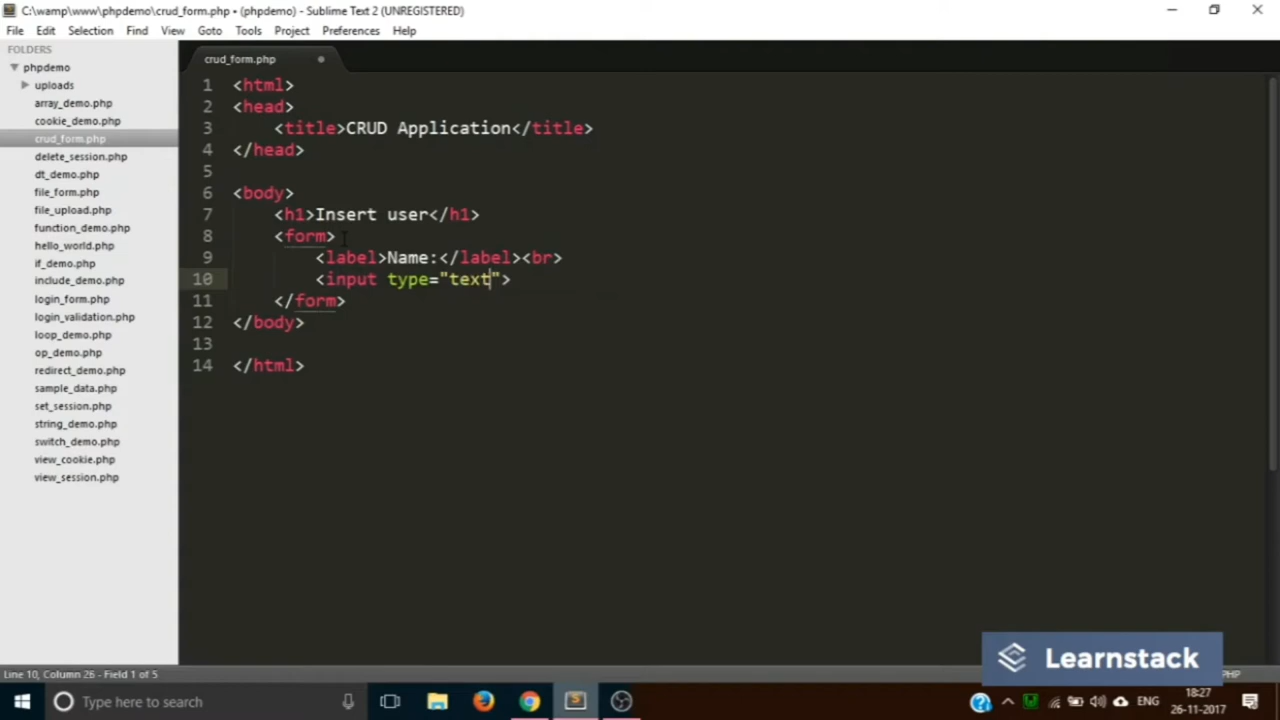 C:\wamp\www\phpdemo\crud_form.php • (phpdemo) - Sublime Text 2 (UNREGISTERED)
File Edit Selection Find View Goto Tools Project Preferences Help
FOLDERS
phpdemo
uploads
array_demo.php
cookie_demo.php
crud_form.php
delete_session.php
dt_demo.php
file_form.php
file_upload.php
function_demo.php
hello_world.php
if_demo.php
include_demo.php
login_form.php
login_validation.php
loop_demo.php
op_demo.php
redirect_demo.php
sample_data.php
set_session.php
string_demo.php
switch_demo.php
view_cookie.php
view_session.php
crud_form.php
1 <html>
2 <head>
3 <title>CRUD Application</title>
4 </head>
5
6 <body>
7 <h1>Insert user</h1>
8 <form>
9 <label>Name:</label><br>
10 <input type="text">
11 </form>
12 </body>
13
14 </html>
Learnstack
Line 10, Column 26 - Field 1 of 5
PHP
Type here to search
ENG
18:27
26-11-2017